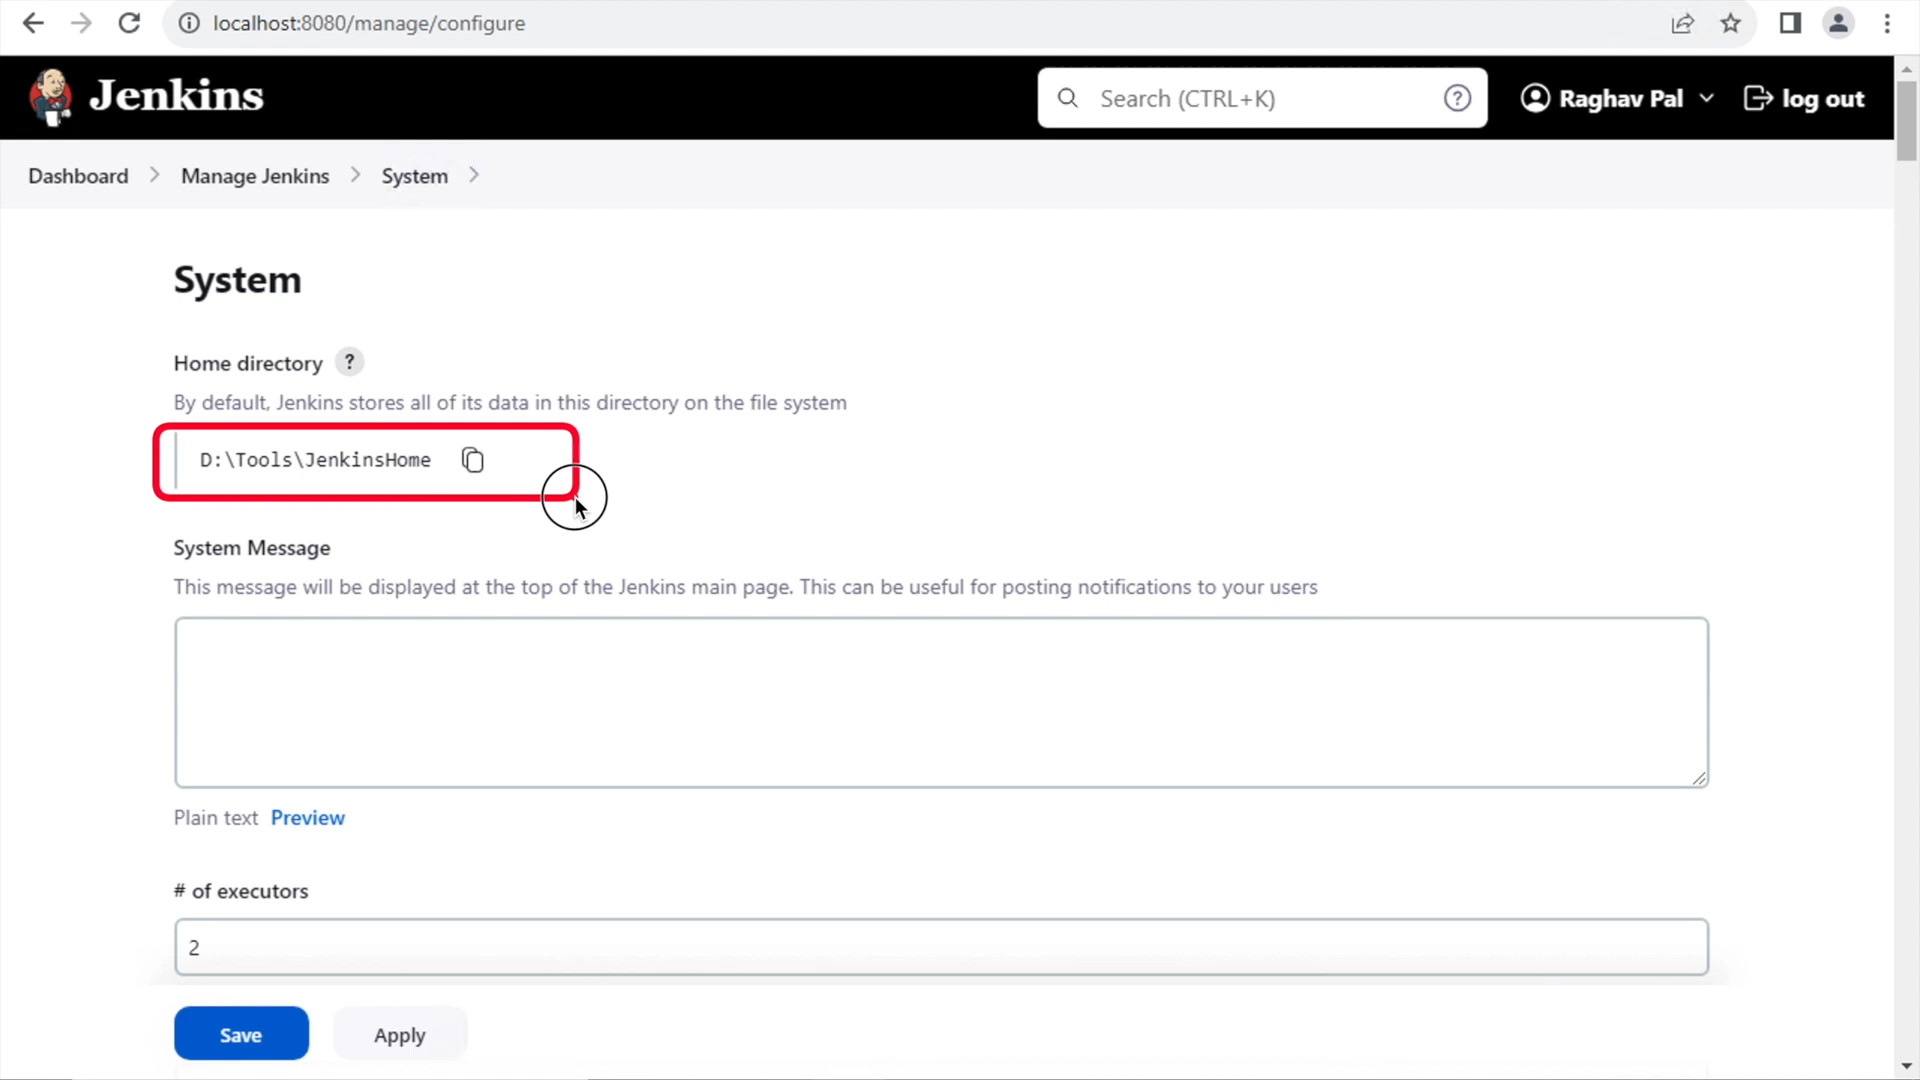 localhost:8080/manage/configure
Jenkins
Search (CTRL+K)
?
Raghav Pal
log out
Dashboard
Manage Jenkins
System
System
Home directory ?
By default, Jenkins stores all of its data in this directory on the file system
D:\Tools\JenkinsHome
System Message
This message will be displayed at the top of the Jenkins main page. This can be useful for posting notifications to your users
Plain text Preview
# of executors
2
Save
Apply